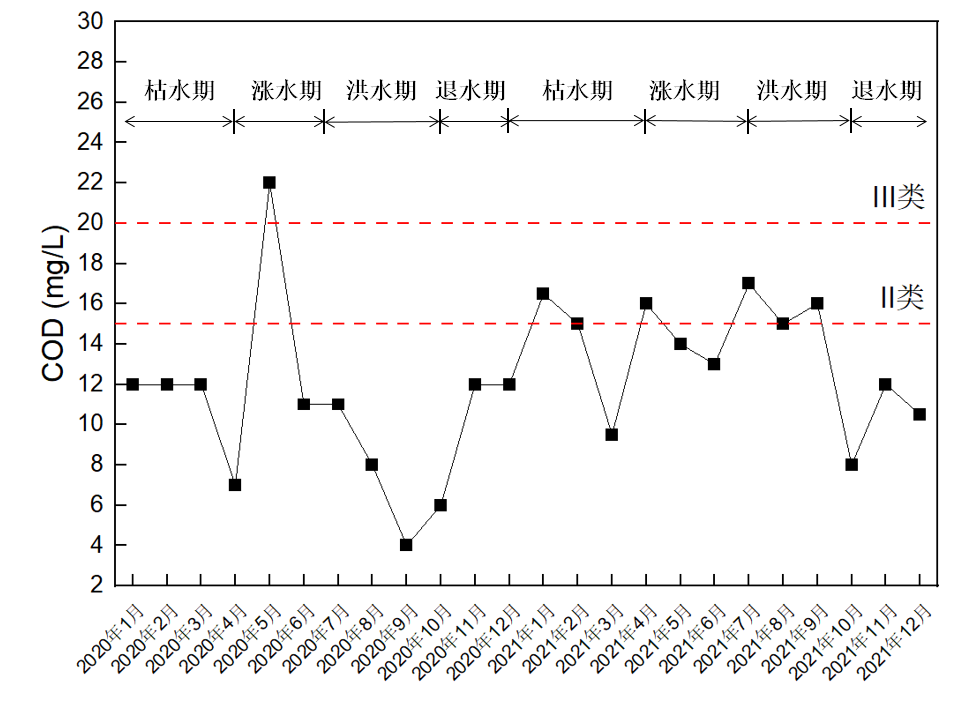 30
28
26
24
22
20
18
16
14
12
10
8
6
4
2
COD (mg/L)
枯水期 涨水期 洪水期 退水期 枯水期 涨水期 洪水期 退水期
III类
II类
2020年1月
2020年2月
2020年3月
2020年4月
2020年5月
2020年6月
2020年7月
2020年8月
2020年9月
2020年10月
2020年11月
2020年12月
2021年1月
2021年2月
2021年3月
2021年4月
2021年5月
2021年6月
2021年7月
2021年8月
2021年9月
2021年10月
2021年11月
2021年12月